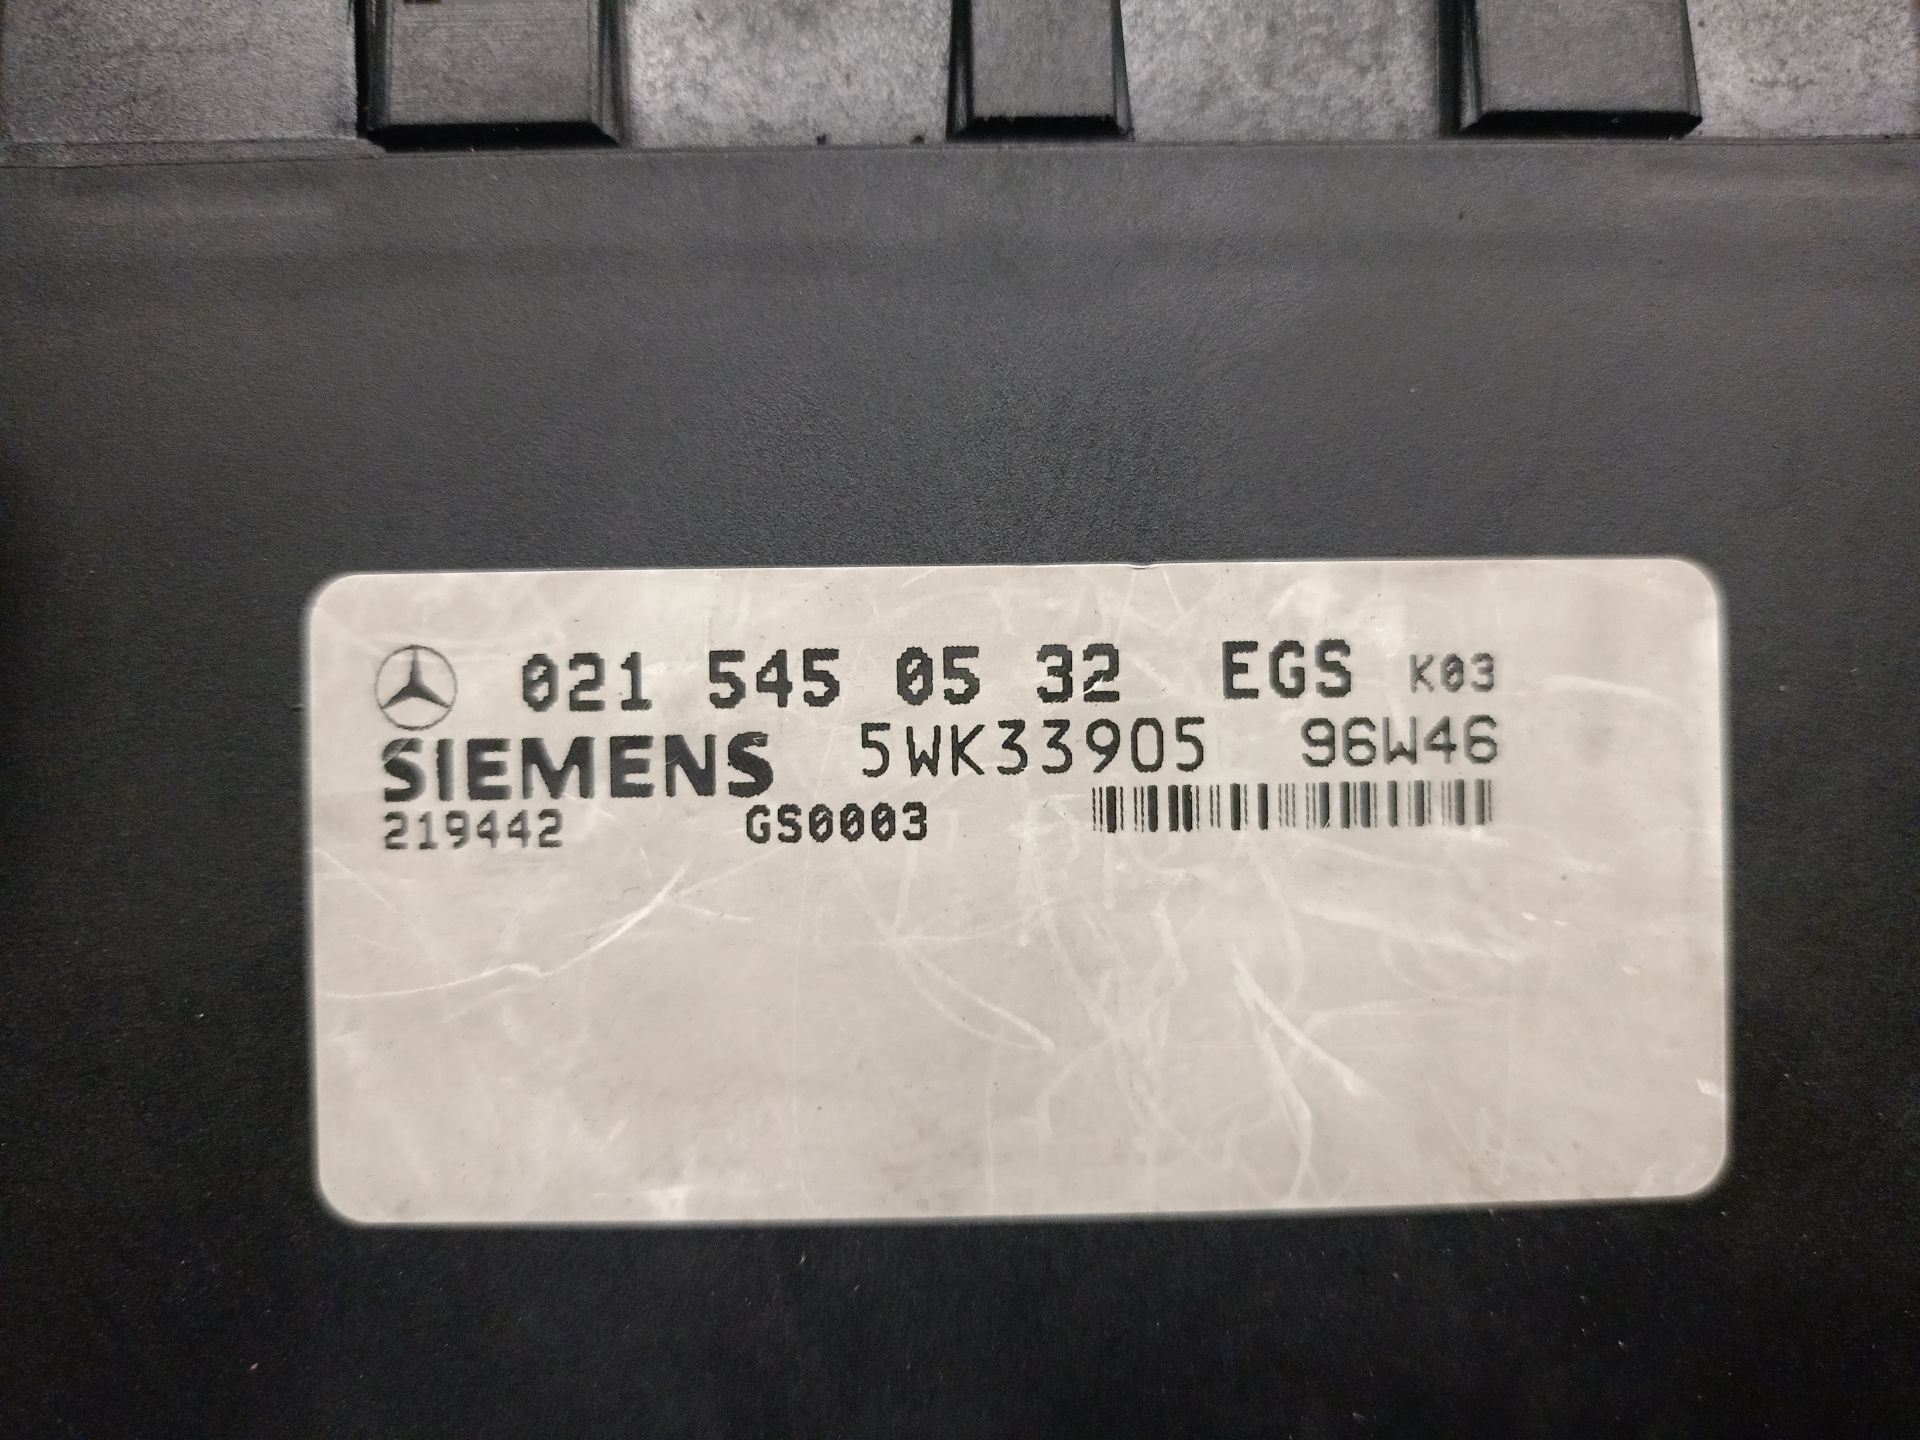 021 545 05 32 EGS K03
SIEMENS 5WK33905 96W46
219442 GS0003